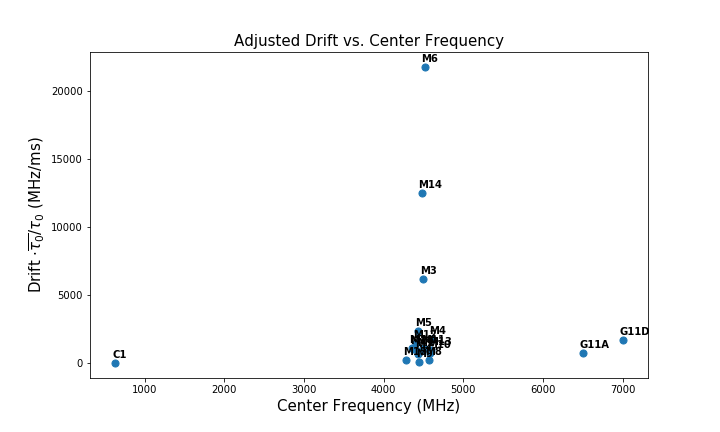 Adjusted Drift vs. Center Frequency
M6
20000
15000
M14
10000
M3
5000
M5
M4
G11D
G11A
M8
C1
0
1000
2000
3000
4000
5000
6000
7000
Drift ·τ̅₀/τ₀ (MHz/ms)
Center Frequency (MHz)